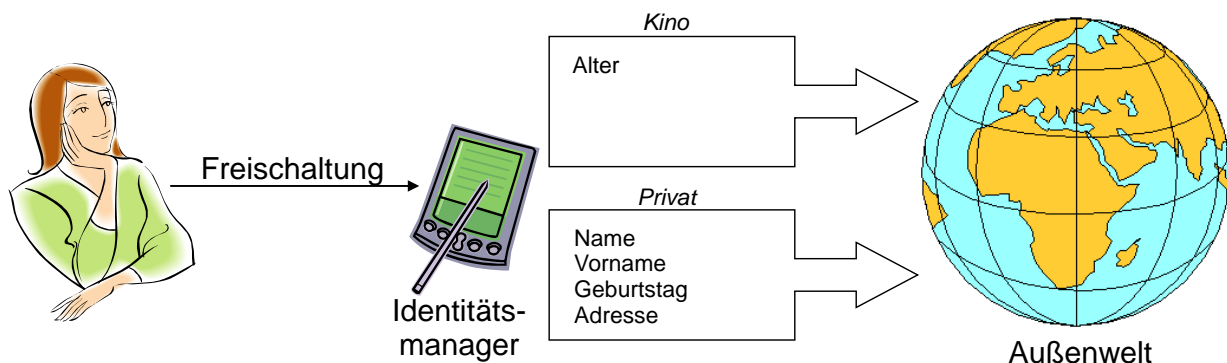 Kino
Alter
Freischaltung
Privat
Name
Vorname
Geburtstag
Adresse
Identitäts-
manager
Außenwelt